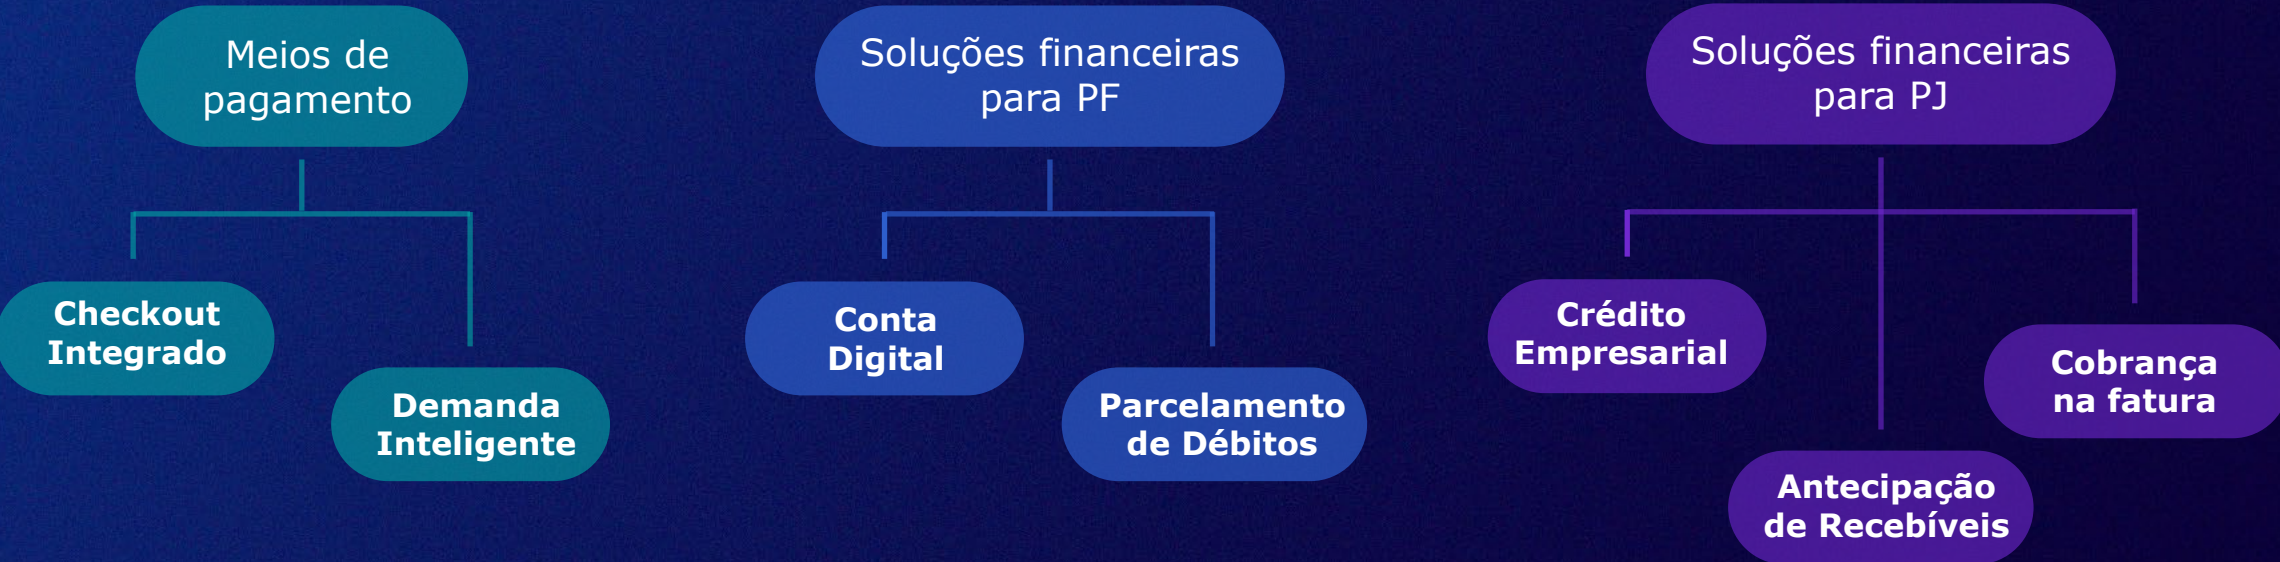 Meios de
pagamento
Soluções financeiras
para PF
Soluções financeiras
para PJ
Checkout
Integrado
Demanda
Inteligente
Conta
Digital
Parcelamento
de Débitos
Crédito
Empresarial
Antecipação
de Recebíveis
Cobrança
na fatura